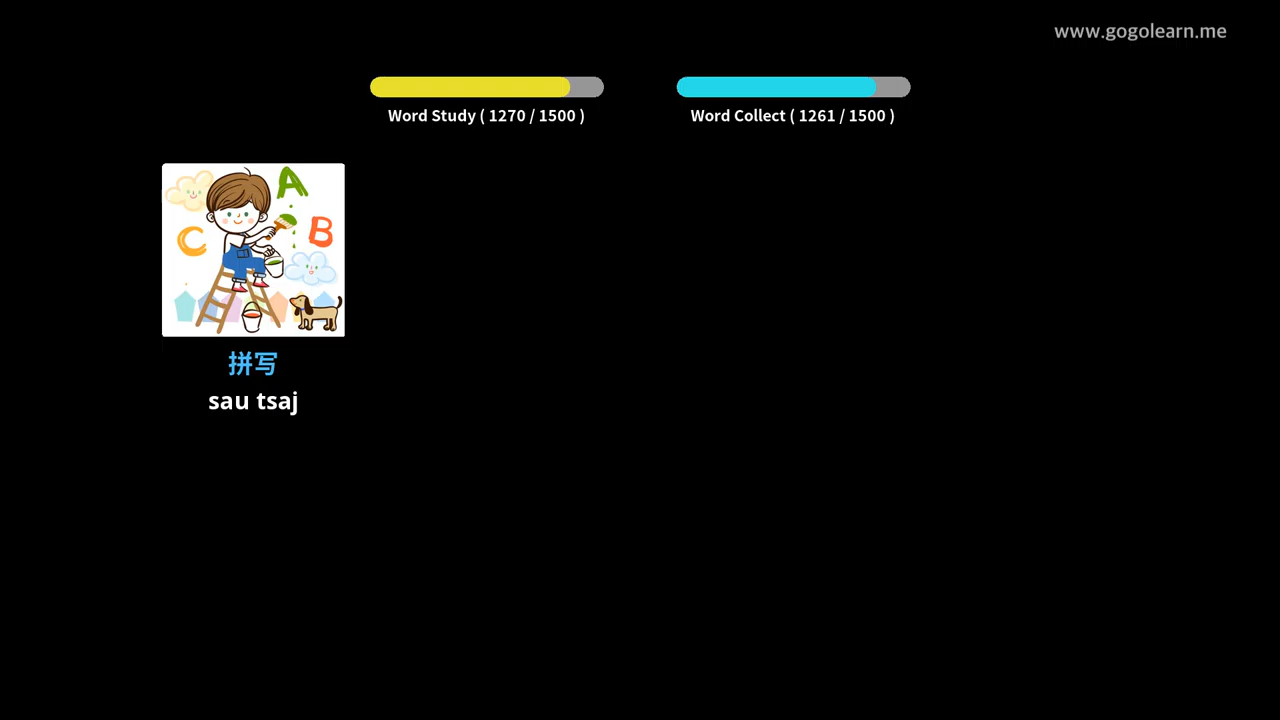 www.gogolearn.me
Word Study ( 1270 / 1500 )
Word Collect ( 1261 / 1500 )
A
B
C
拼写
sau tsaj